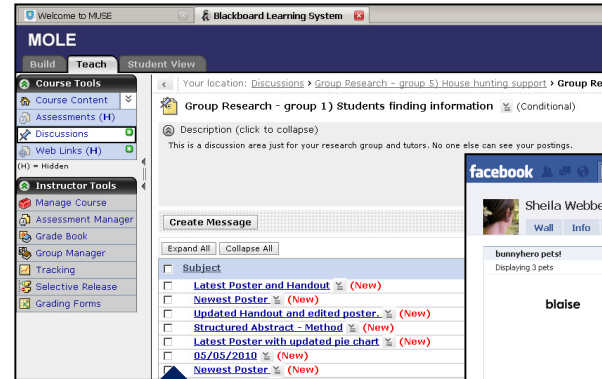 Welcome to MUSE
Blackboard Learning System
MOLE
Build Teach Student View
Course Tools
Course Content
Assessments (H)
Discussions
Web Links (H)
(H) = Hidden
Instructor Tools
Manage Course
Assessment Manager
Grade Book
Group Manager
Tracking
Selective Release
Grading Forms
Your location: Discussions > Group Research - group 5) House hunting support > Group Re
Group Research - group 1) Students finding information (Conditional)
Description (click to collapse)
This is a discussion area just for your research group and tutors. No one else can see your postings.
Create Message
Expand All Collapse All
Subject
Latest Poster and Handout (New)
Newest Poster (New)
Updated Handout and edited poster. (New)
Structured Abstract - Method (New)
Latest Poster with updated pie chart (New)
05/05/2010 (New)
Newest Poster (New)
facebook
Sheila Webbe
Wall Info
bunnyhero pets!
Displaying 3 pets
blaise